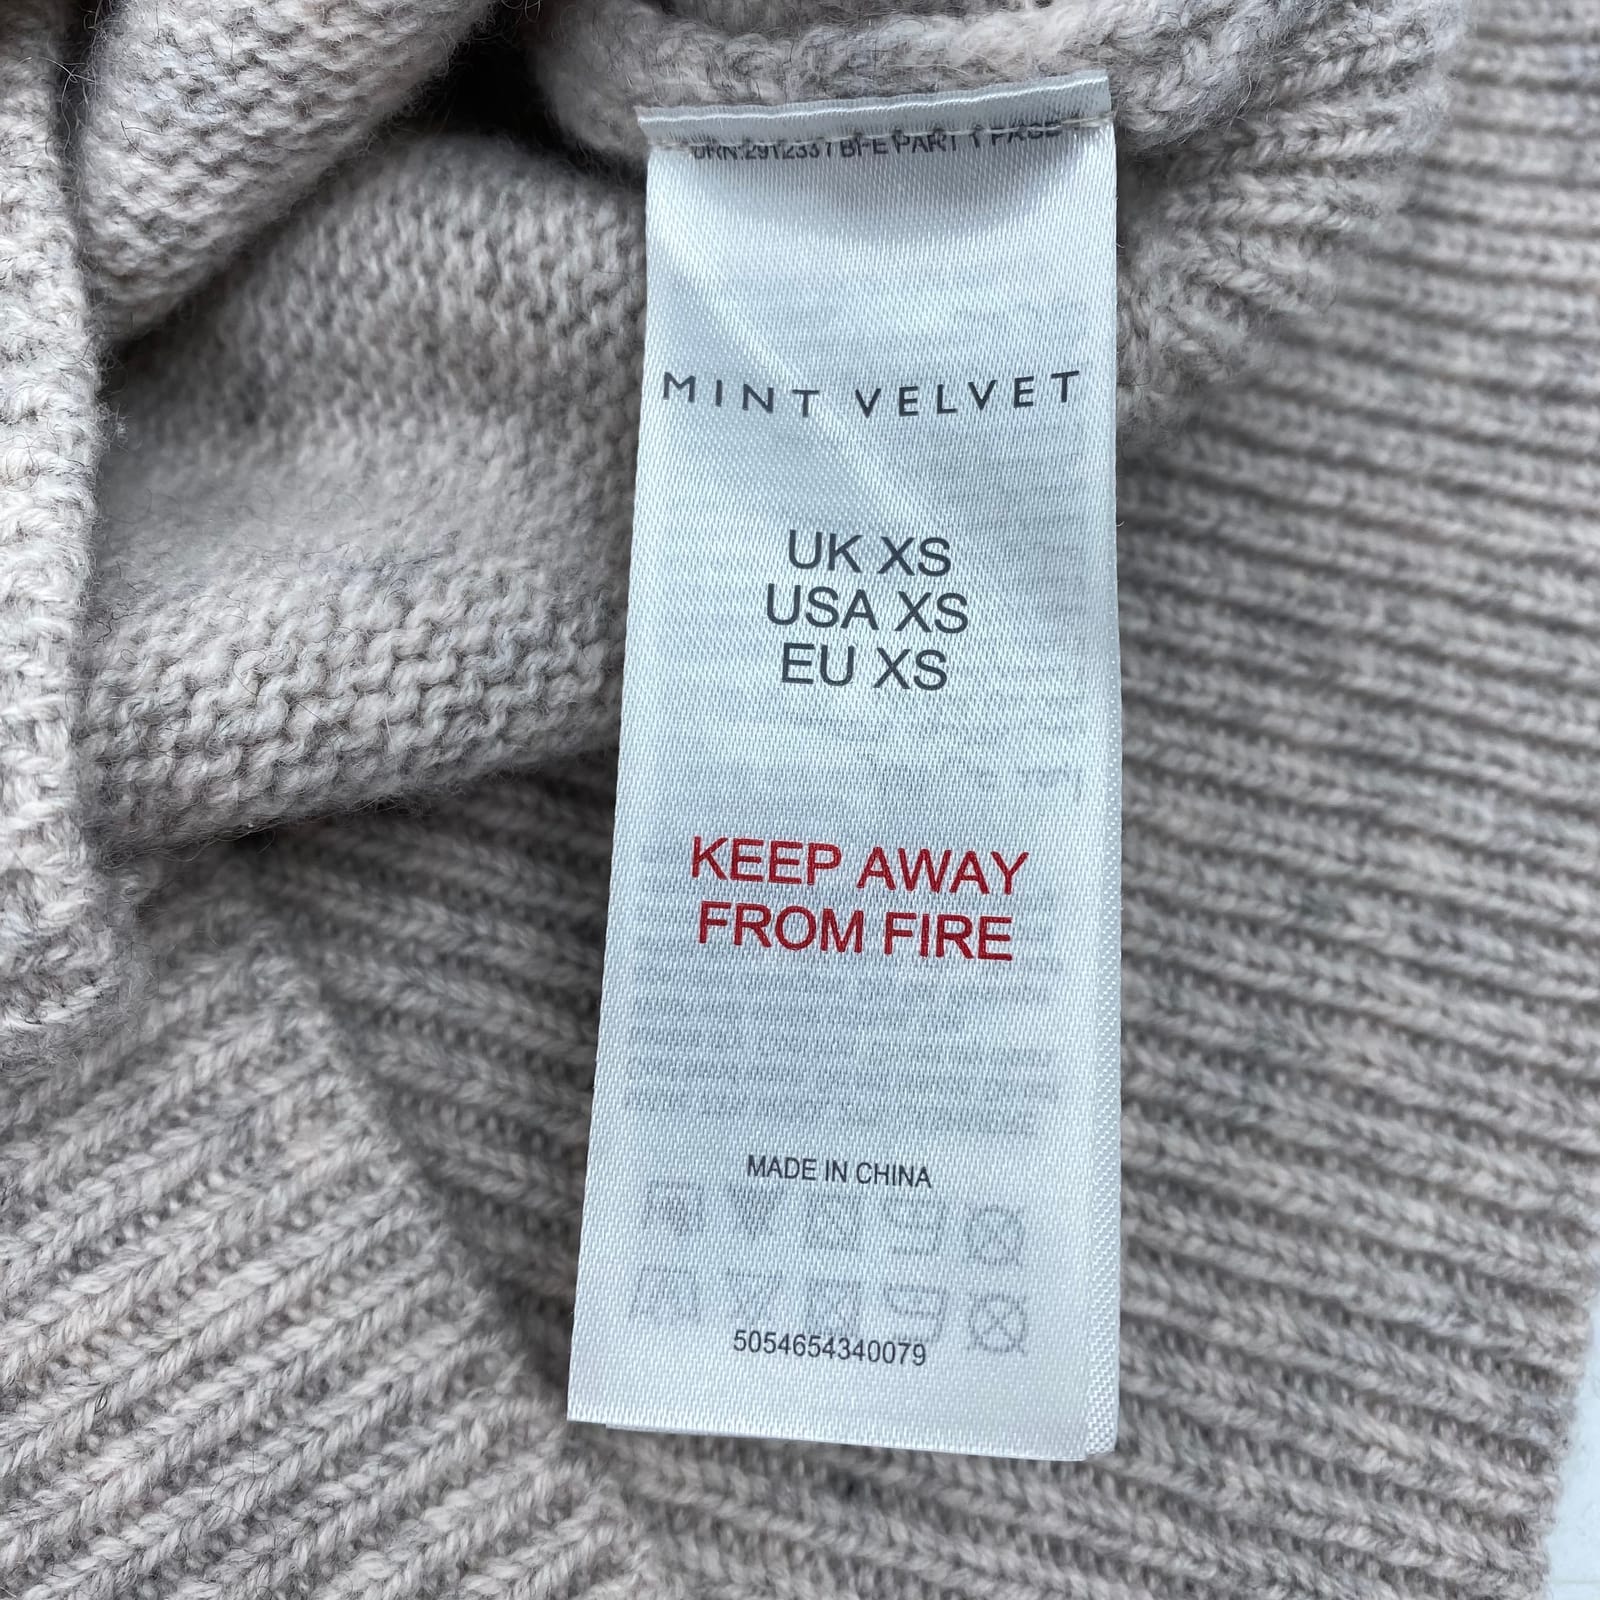 MINT VELVET
UK XS
USA XS
EU XS
KEEP AWAY
FROM FIRE
MADE IN CHINA
5054654340079